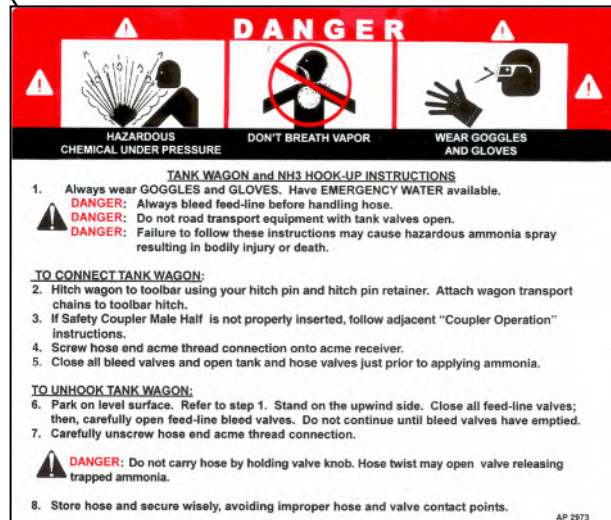 DANGER
HAZARDOUS
CHEMICAL UNDER PRESSURE
DON'T BREATH VAPOR
WEAR GOGGLES
AND GLOVES
TANK WAGON and NH3 HOOK-UP INSTRUCTIONS
1. Always wear GOGGLES and GLOVES. Have EMERGENCY WATER available.
DANGER: Always bleed feed-line before handling hose.
DANGER: Do not road transport equipment with tank valves open.
DANGER: Failure to follow these instructions may cause hazardous ammonia spray
resulting in bodily injury or death.
TO CONNECT TANK WAGON:
2. Hitch wagon to toolbar using your hitch pin and hitch pin retainer. Attach wagon transport
chains to toolbar hitch.
3. If Safety Coupler Male Half is not properly inserted, follow adjacent "Coupler Operation"
instructions.
4. Screw hose end acme thread connection onto acme receiver.
5. Close all bleed valves and open tank and hose valves just prior to applying ammonia.
TO UNHOOK TANK WAGON:
6. Park on level surface. Refer to step 1. Stand on the upwind side. Close all feed-line valves;
then, carefully open feed-line bleed valves. Do not continue until bleed valves have emptied.
7. Carefully unscrew hose end acme thread connection.
DANGER: Do not carry hose by holding valve knob. Hose twist may open valve releasing
trapped ammonia.
8. Store hose and secure wisely, avoiding improper hose and valve contact points.
AP 2973